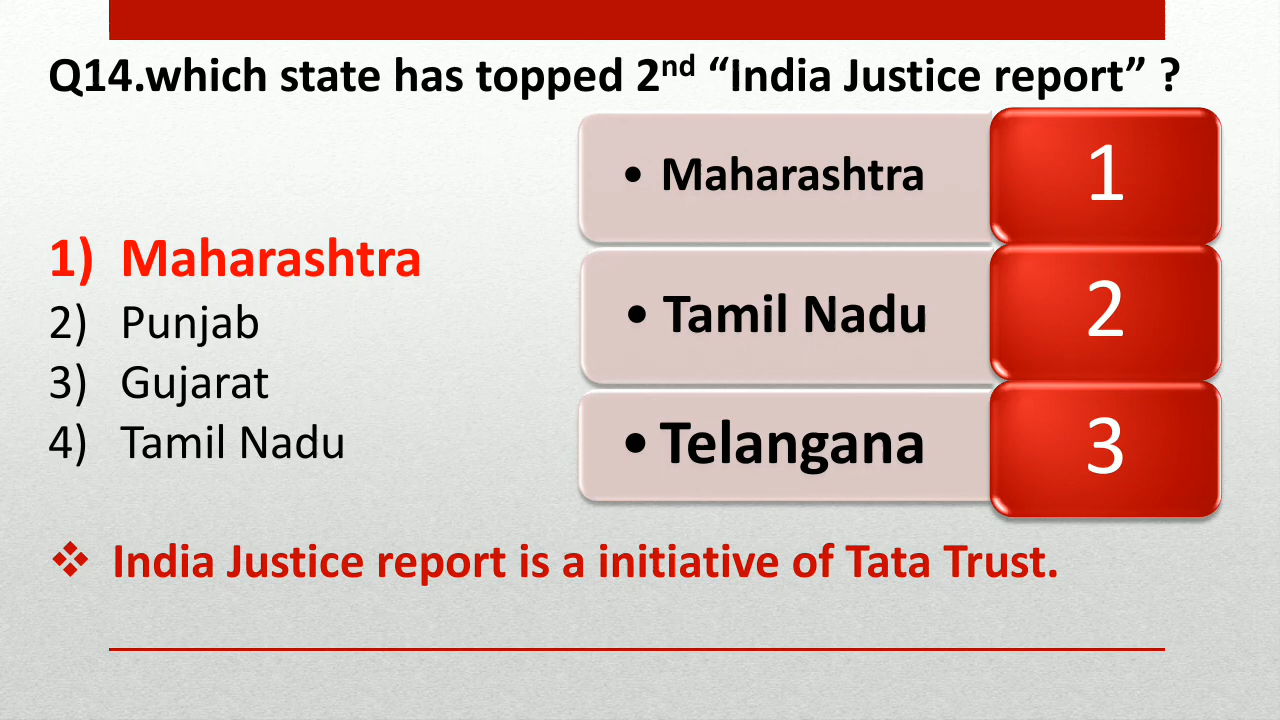 Q14.which state has topped 2nd “India Justice report” ?
1) Maharashtra
2) Punjab
3) Gujarat
4) Tamil Nadu
• Maharashtra 1
• Tamil Nadu 2
• Telangana 3
❖ India Justice report is a initiative of Tata Trust.